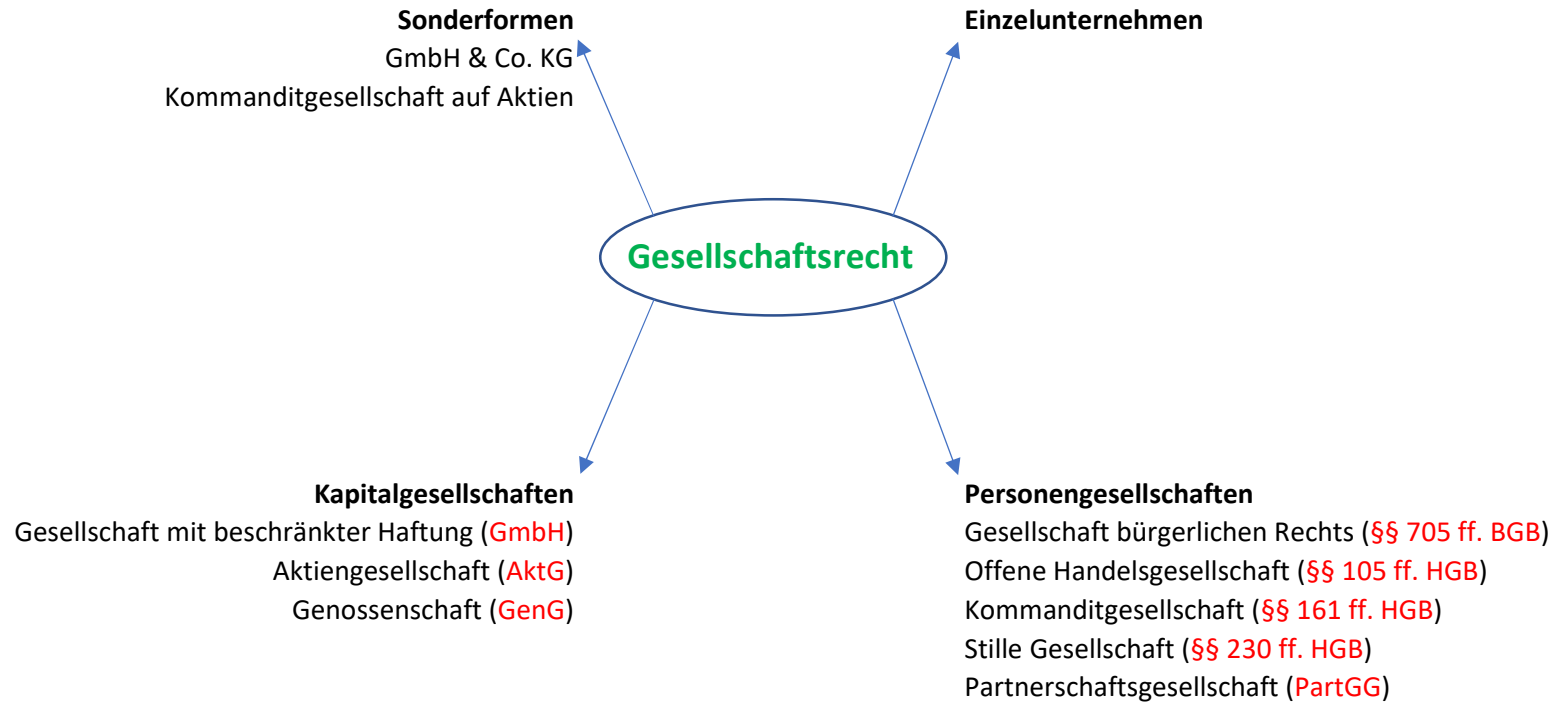 Sonderformen
GmbH & Co. KG
Kommanditgesellschaft auf Aktien
Einzelunternehmen
Gesellschaftsrecht
Kapitalgesellschaften
Gesellschaft mit beschränkter Haftung (GmbH)
Aktiengesellschaft (AktG)
Genossenschaft (GenG)
Personengesellschaften
Gesellschaft bürgerlichen Rechts (§§ 705 ff. BGB)
Offene Handelsgesellschaft (§§ 105 ff. HGB)
Kommanditgesellschaft (§§ 161 ff. HGB)
Stille Gesellschaft (§§ 230 ff. HGB)
Partnerschaftsgesellschaft (PartGG)